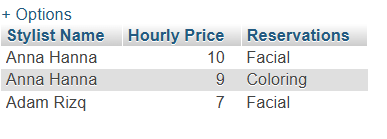 + Options
Stylist Name Hourly Price Reservations
Anna Hanna 10 Facial
Anna Hanna 9 Coloring
Adam Rizq 7 Facial